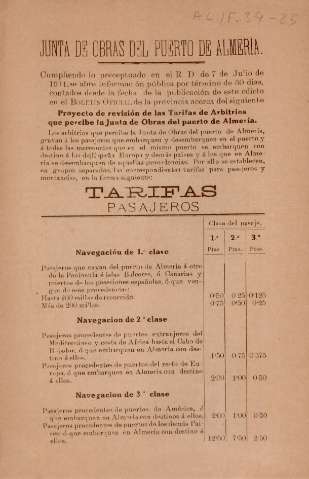 AL/F.39-25
JUNTA DE OBRAS DEL PUERTO DE ALMERÍA.
Cumpliendo lo preceptuado en el R. D. de 7 de Julio de
1911, se abre información pública por término de 30 días,
contados desde la fecha de la publicación de este edicto
en el BOLETIN OFICIAL, de la provincia acerca del siguiente
Proyecto de revisión de las Tarifas de Arbitrios
que percibe la Junta de Obras del puerto de Almería.
Los arbitrios que percibe la Junta de Obras del puerto de Almería,
gravan á los pasajeros que embarquen y desembarquen en el puerto y
á todas las mercancías que en el mismo puerto se embarquen con
destino á los de España Europa y demás países y á los que en Alme-
ría se desembarquen de aquellas procedencias. Por ello se establecen,
en grupos separados, las correspondientes tarifas para pasajeros y
mercancías, en la forma siguiente:
TARIFAS
PASAJEROS
Clase del pasaje.
1.ª 2.ª 3.ª
Ptas. Ptas. Ptas.
Navegación de 1.ª clase
Pasajeros que vayan del puerto de Almería á otro
de la Península é islas Baleares, ó Canarias y
puertos de las posesiones españolas, ó que ven-
gan de esas procedencias:
Hasta 400 millas de recorrido 0'50 0'25 0'125
Más de 200 millas. 0'75 0'50 0'25
Navegacion de 2.ª clase
Pasajeros procedentes de puertos extranjeros del
Mediterráneo y costa de Africa hasta el Cabo de
Bojador, ó que embarquen en Almería con des-
tino á ellos. 1'50 0'75 0'375
Pasajeros procedentes de puertos del resto de Eu-
ropa, ó que embarquen en Almería con destino
á ellos. 2'00 1'00 0'50
Navegacion de 3.ª clase
Pasajeros procedentes de puertos de América, ó
que embarquen en Almería con destino á ellos. 2'00 1'00 0'50
Pasajeros procedentes de puertos de los demás Paí-
ses ó que embarquen en Almería con destino á
ellos. 12'00 7'50 2'50